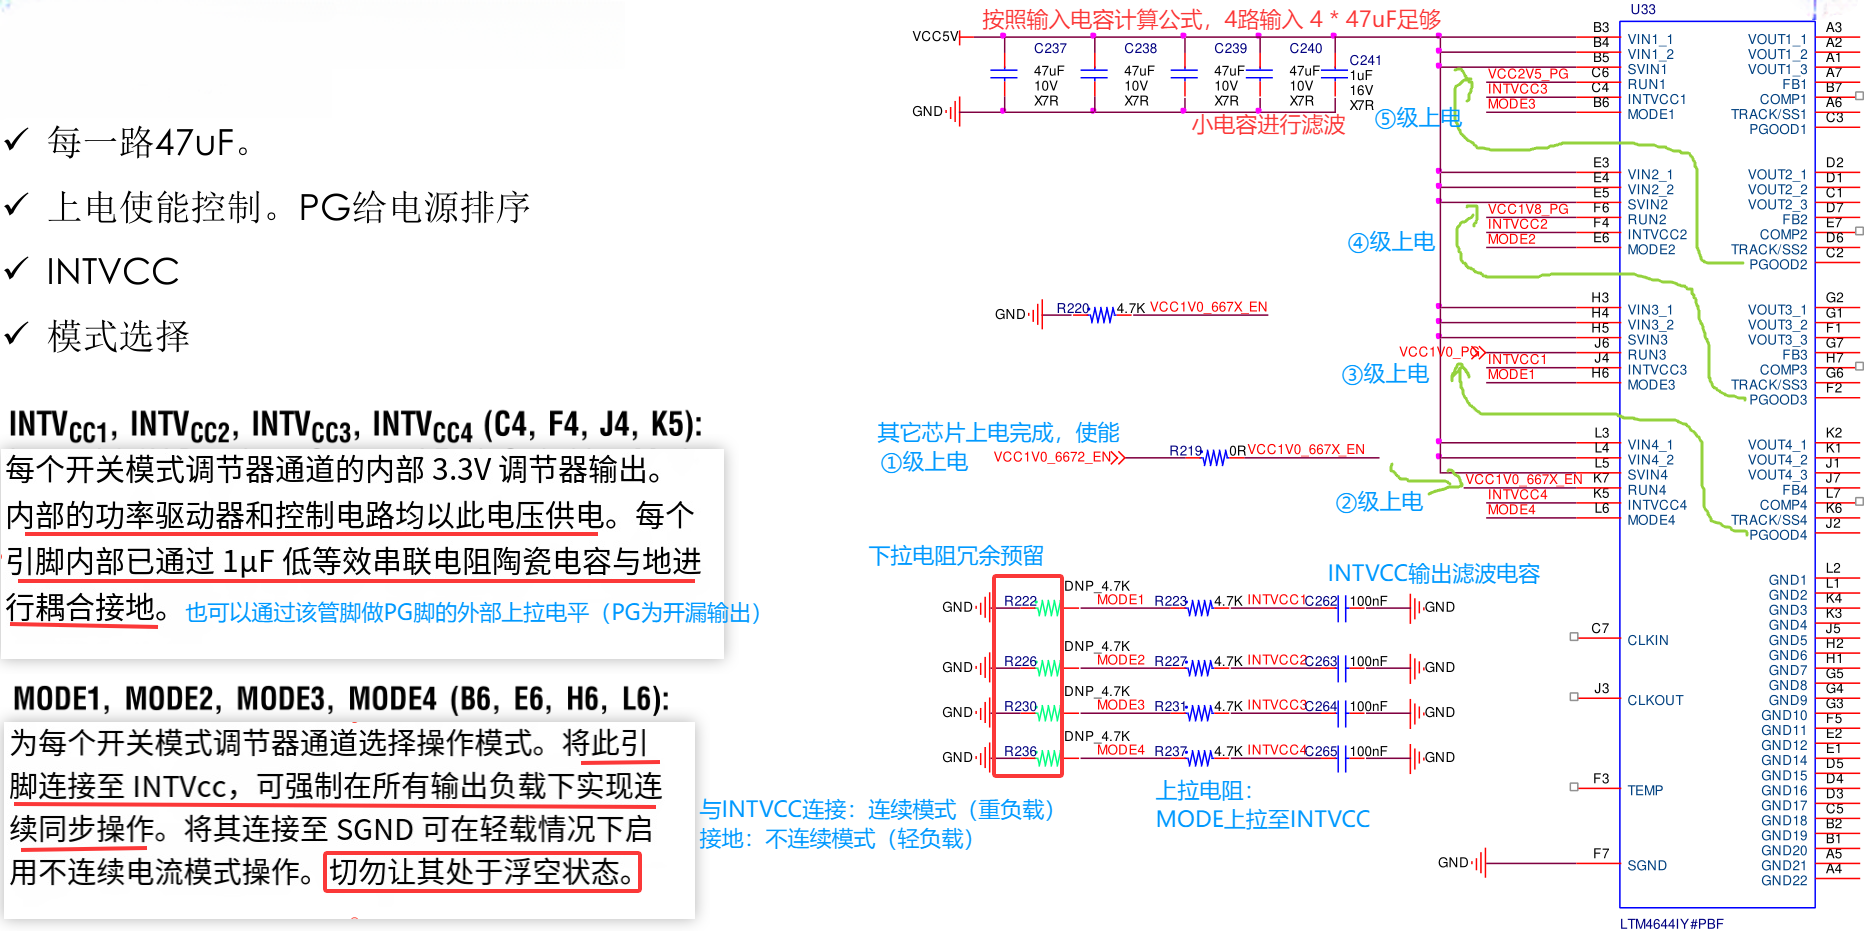 ✓ 每一路47uF。
✓ 上电使能控制。PG给电源排序
✓ INTVCC
✓ 模式选择
INTVCC1, INTVCC2, INTVCC3, INTVCC4 (C4, F4, J4, K5):
每个开关模式调节器通道的内部 3.3V 调节器输出。
内部的功率驱动器和控制电路均以此电压供电。每个
引脚内部已通过 1μF 低等效串联电阻陶瓷电容与地进
行耦合接地。
也可以通过该管脚做PG脚的外部上拉电平（PG为开漏输出）
MODE1, MODE2, MODE3, MODE4 (B6, E6, H6, L6):
为每个开关模式调节器通道选择操作模式。将此引
脚连接至 INTVcc，可强制在所有输出负载下实现连
续同步操作。将其连接至 SGND 可在轻载情况下启
用不连续电流模式操作。切勿让其处于浮空状态。
与INTVCC连接：连续模式（重负载）
接地：不连续模式（轻负载）
按照输入电容计算公式，4路输入 4 * 47uF足够
VCC5V
C237
47uF
10V
X7R
C238
47uF
10V
X7R
C239
47uF
10V
X7R
C240
47uF
10V
X7R
C241
1uF
16V
X7R
GND
小电容进行滤波
⑤级上电
④级上电
③级上电
②级上电
GND R220 4.7K VCC1V0_667X_EN
其它芯片上电完成，使能
①级上电
VCC1V0_6672_EN R219 0R VCC1V0_667X_EN
下拉电阻冗余预留
INTVCC输出滤波电容
GND R222 DNP_4.7K MODE1 R223 4.7K INTVCC1 C262 100nF GND
GND R226 DNP_4.7K MODE2 R227 4.7K INTVCC2 C263 100nF GND
GND R230 DNP_4.7K MODE3 R231 4.7K INTVCC3 C264 100nF GND
GND R236 DNP_4.7K MODE4 R237 4.7K INTVCC4 C265 100nF GND
上拉电阻：
MODE上拉至INTVCC
U33
B3 VIN1_1 VOUT1_1 A3
B4 VIN1_2 VOUT1_2 A2
B5 SVIN1 VOUT1_3 A1
VCC2V5_PG C6 RUN1 FB1 A7
INTVCC3 C4 INTVCC1 COMP1 B7
MODE3 B6 MODE1 TRACK/SS1 A6
PGOOD1 C3
E3 VIN2_1 VOUT2_1 D2
E4 VIN2_2 VOUT2_2 D1
E5 SVIN2 VOUT2_3 C1
VCC1V8_PG F6 RUN2 FB2 D7
INTVCC2 F4 INTVCC2 COMP2 E7
MODE2 E6 MODE2 TRACK/SS2 D6
PGOOD2 C2
H3 VIN3_1 VOUT3_1 G2
H4 VIN3_2 VOUT3_2 G1
H5 SVIN3 VOUT3_3 F1
VCC1V0_PG J6 RUN3 FB3 G7
INTVCC1 J4 INTVCC3 COMP3 H7
MODE1 H6 MODE3 TRACK/SS3 G6
PGOOD3 F2
L3 VIN4_1 VOUT4_1 K2
L4 VIN4_2 VOUT4_2 K1
L5 SVIN4 VOUT4_3 J1
VCC1V0_667X_EN K7 RUN4 FB4 J7
INTVCC4 K5 INTVCC4 COMP4 L7
MODE4 L6 MODE4 TRACK/SS4 K6
PGOOD4 J2
GND1 L2
GND2 L1
GND3 K4
GND4 K3
C7 CLKIN GND5 J5
GND6 H2
GND7 H1
GND8 G5
J3 CLKOUT GND9 G4
GND10 G3
GND11 F5
GND12 E2
GND14 E1
GND15 D5
F3 TEMP GND16 D4
GND17 D3
GND18 C5
GND19 B2
GND20 B1
GND F7 SGND GND21 A5
GND22 A4
LTM4644IY#PBF